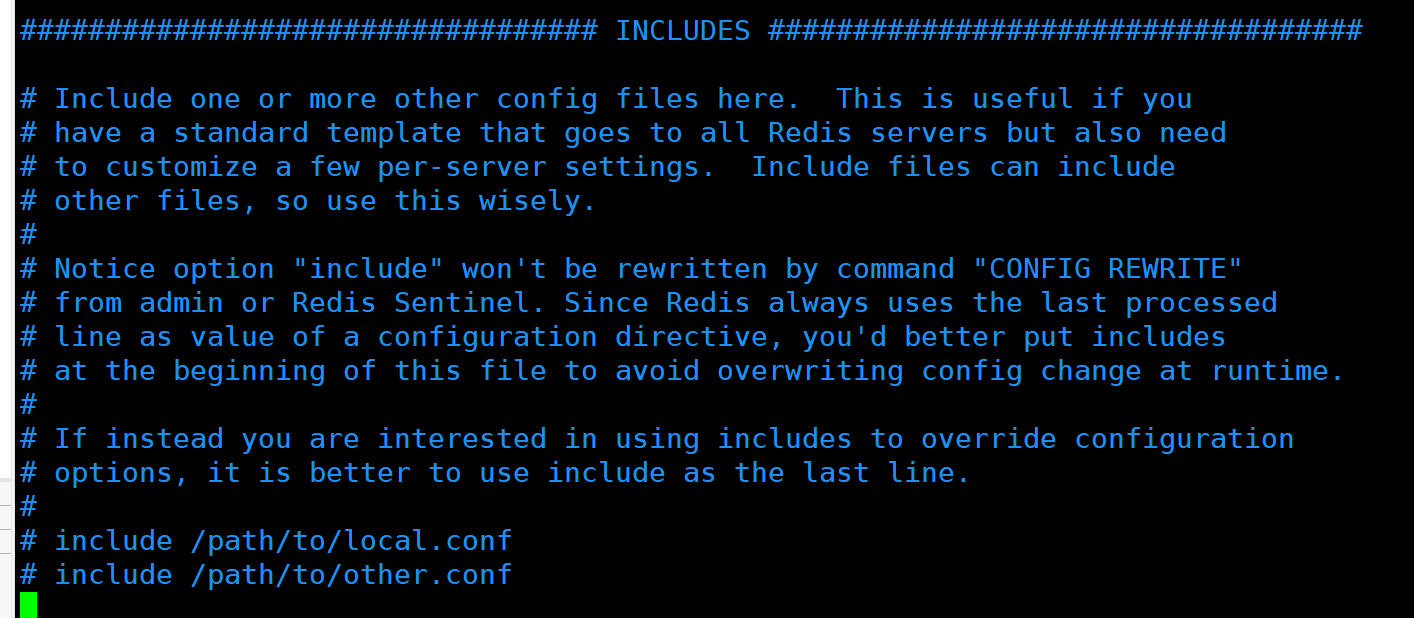 ################################## INCLUDES ###################################
# Include one or more other config files here.  This is useful if you
# have a standard template that goes to all Redis servers but also need
# to customize a few per-server settings.  Include files can include
# other files, so use this wisely.
#
# Notice option "include" won't be rewritten by command "CONFIG REWRITE"
# from admin or Redis Sentinel. Since Redis always uses the last processed
# line as value of a configuration directive, you'd better put includes
# at the beginning of this file to avoid overwriting config change at runtime.
#
# If instead you are interested in using includes to override configuration
# options, it is better to use include as the last line.
#
# include /path/to/local.conf
# include /path/to/other.conf